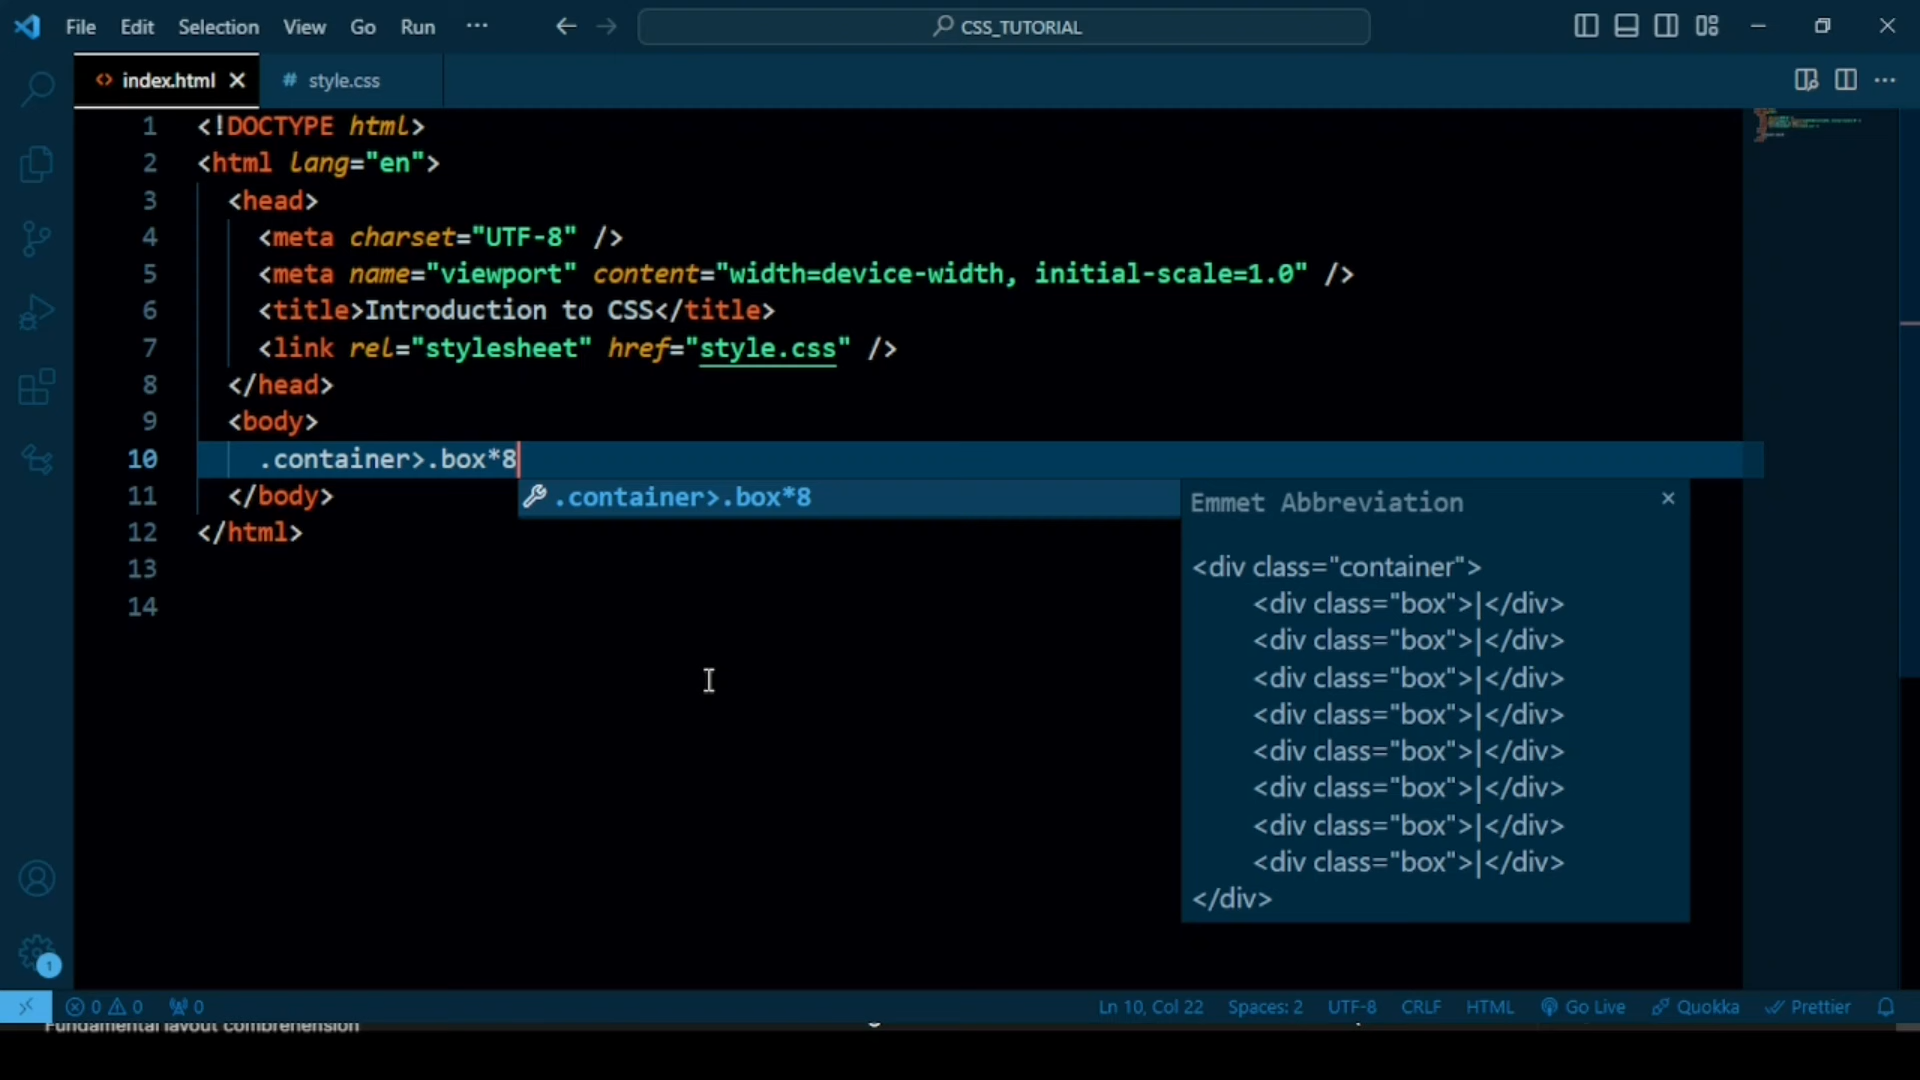 File Edit Selection View Go Run ··· CSS_TUTORIAL
index.html # style.css
1 <!DOCTYPE html>
2 <html lang="en">
3 <head>
4 <meta charset="UTF-8" />
5 <meta name="viewport" content="width=device-width, initial-scale=1.0" />
6 <title>Introduction to CSS</title>
7 <link rel="stylesheet" href="style.css" />
8 </head>
9 <body>
10 .container>.box*8
11 </body>
12 </html>
13
14
.container>.box*8
Emmet Abbreviation
<div class="container">
<div class="box">|</div>
<div class="box">|</div>
<div class="box">|</div>
<div class="box">|</div>
<div class="box">|</div>
<div class="box">|</div>
<div class="box">|</div>
<div class="box">|</div>
</div>
1
0 0 0 Ln 10, Col 22 Spaces: 2 UTF-8 CRLF HTML Go Live Quokka Prettier
Fundamental layout comprehension